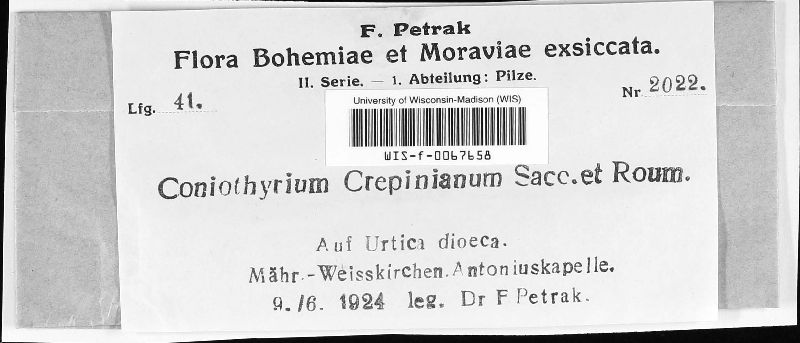 F. Petrak
Flora Bohemiae et Moraviae exsiccata.
II. Serie. – 1. Abteilung: Pilze.
Lfg. 41. Nr 2022.
University of Wisconsin-Madison (WIS)
WIS-f-0067658
Coniothyrium Crepinianum Sacc. et Roum.
Auf Urtica dioeca.
Mähr.-Weisskirchen. Antoniuskapelle.
9./6. 1924 leg. Dr F Petrak.